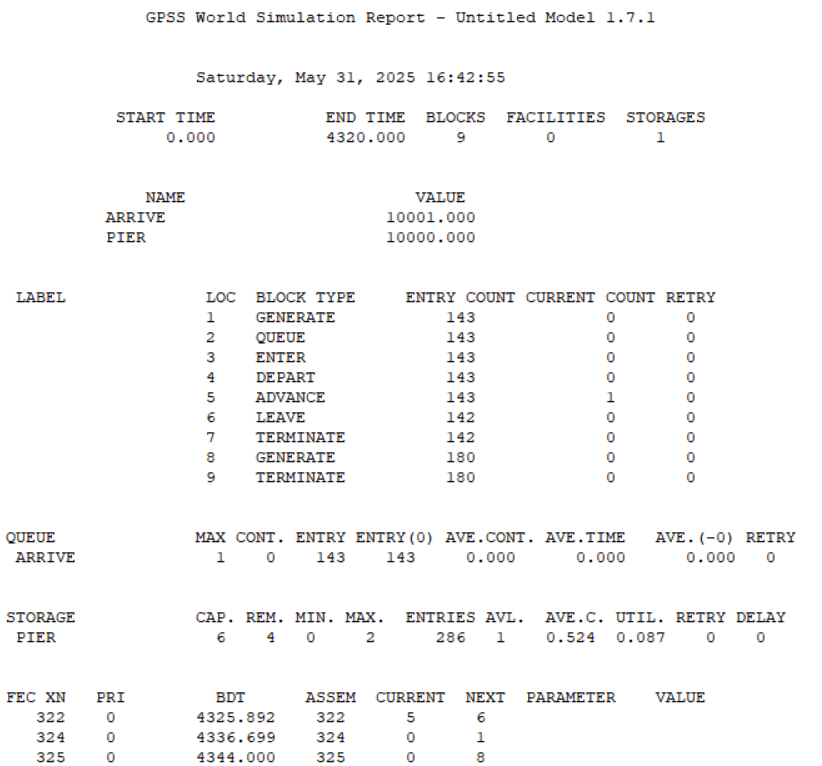 GPSS World Simulation Report - Untitled Model 1.7.1
Saturday, May 31, 2025 16:42:55
START TIME END TIME BLOCKS FACILITIES STORAGES
0.000 4320.000 9 0 1
NAME VALUE
ARRIVE 10001.000
PIER 10000.000
LABEL LOC BLOCK TYPE ENTRY COUNT CURRENT COUNT RETRY
1 GENERATE 143 0 0
2 QUEUE 143 0 0
3 ENTER 143 0 0
4 DEPART 143 0 0
5 ADVANCE 143 1 0
6 LEAVE 142 0 0
7 TERMINATE 142 0 0
8 GENERATE 180 0 0
9 TERMINATE 180 0 0
QUEUE MAX CONT. ENTRY ENTRY(0) AVE.CONT. AVE.TIME AVE.(-0) RETRY
ARRIVE 1 0 143 143 0.000 0.000 0.000 0
STORAGE CAP. REM. MIN. MAX. ENTRIES AVL. AVE.C. UTIL. RETRY DELAY
PIER 6 4 0 2 286 1 0.524 0.087 0 0
FEC XN PRI BDT ASSEM CURRENT NEXT PARAMETER VALUE
322 0 4325.892 322 5 6
324 0 4336.699 324 0 1
325 0 4344.000 325 0 8